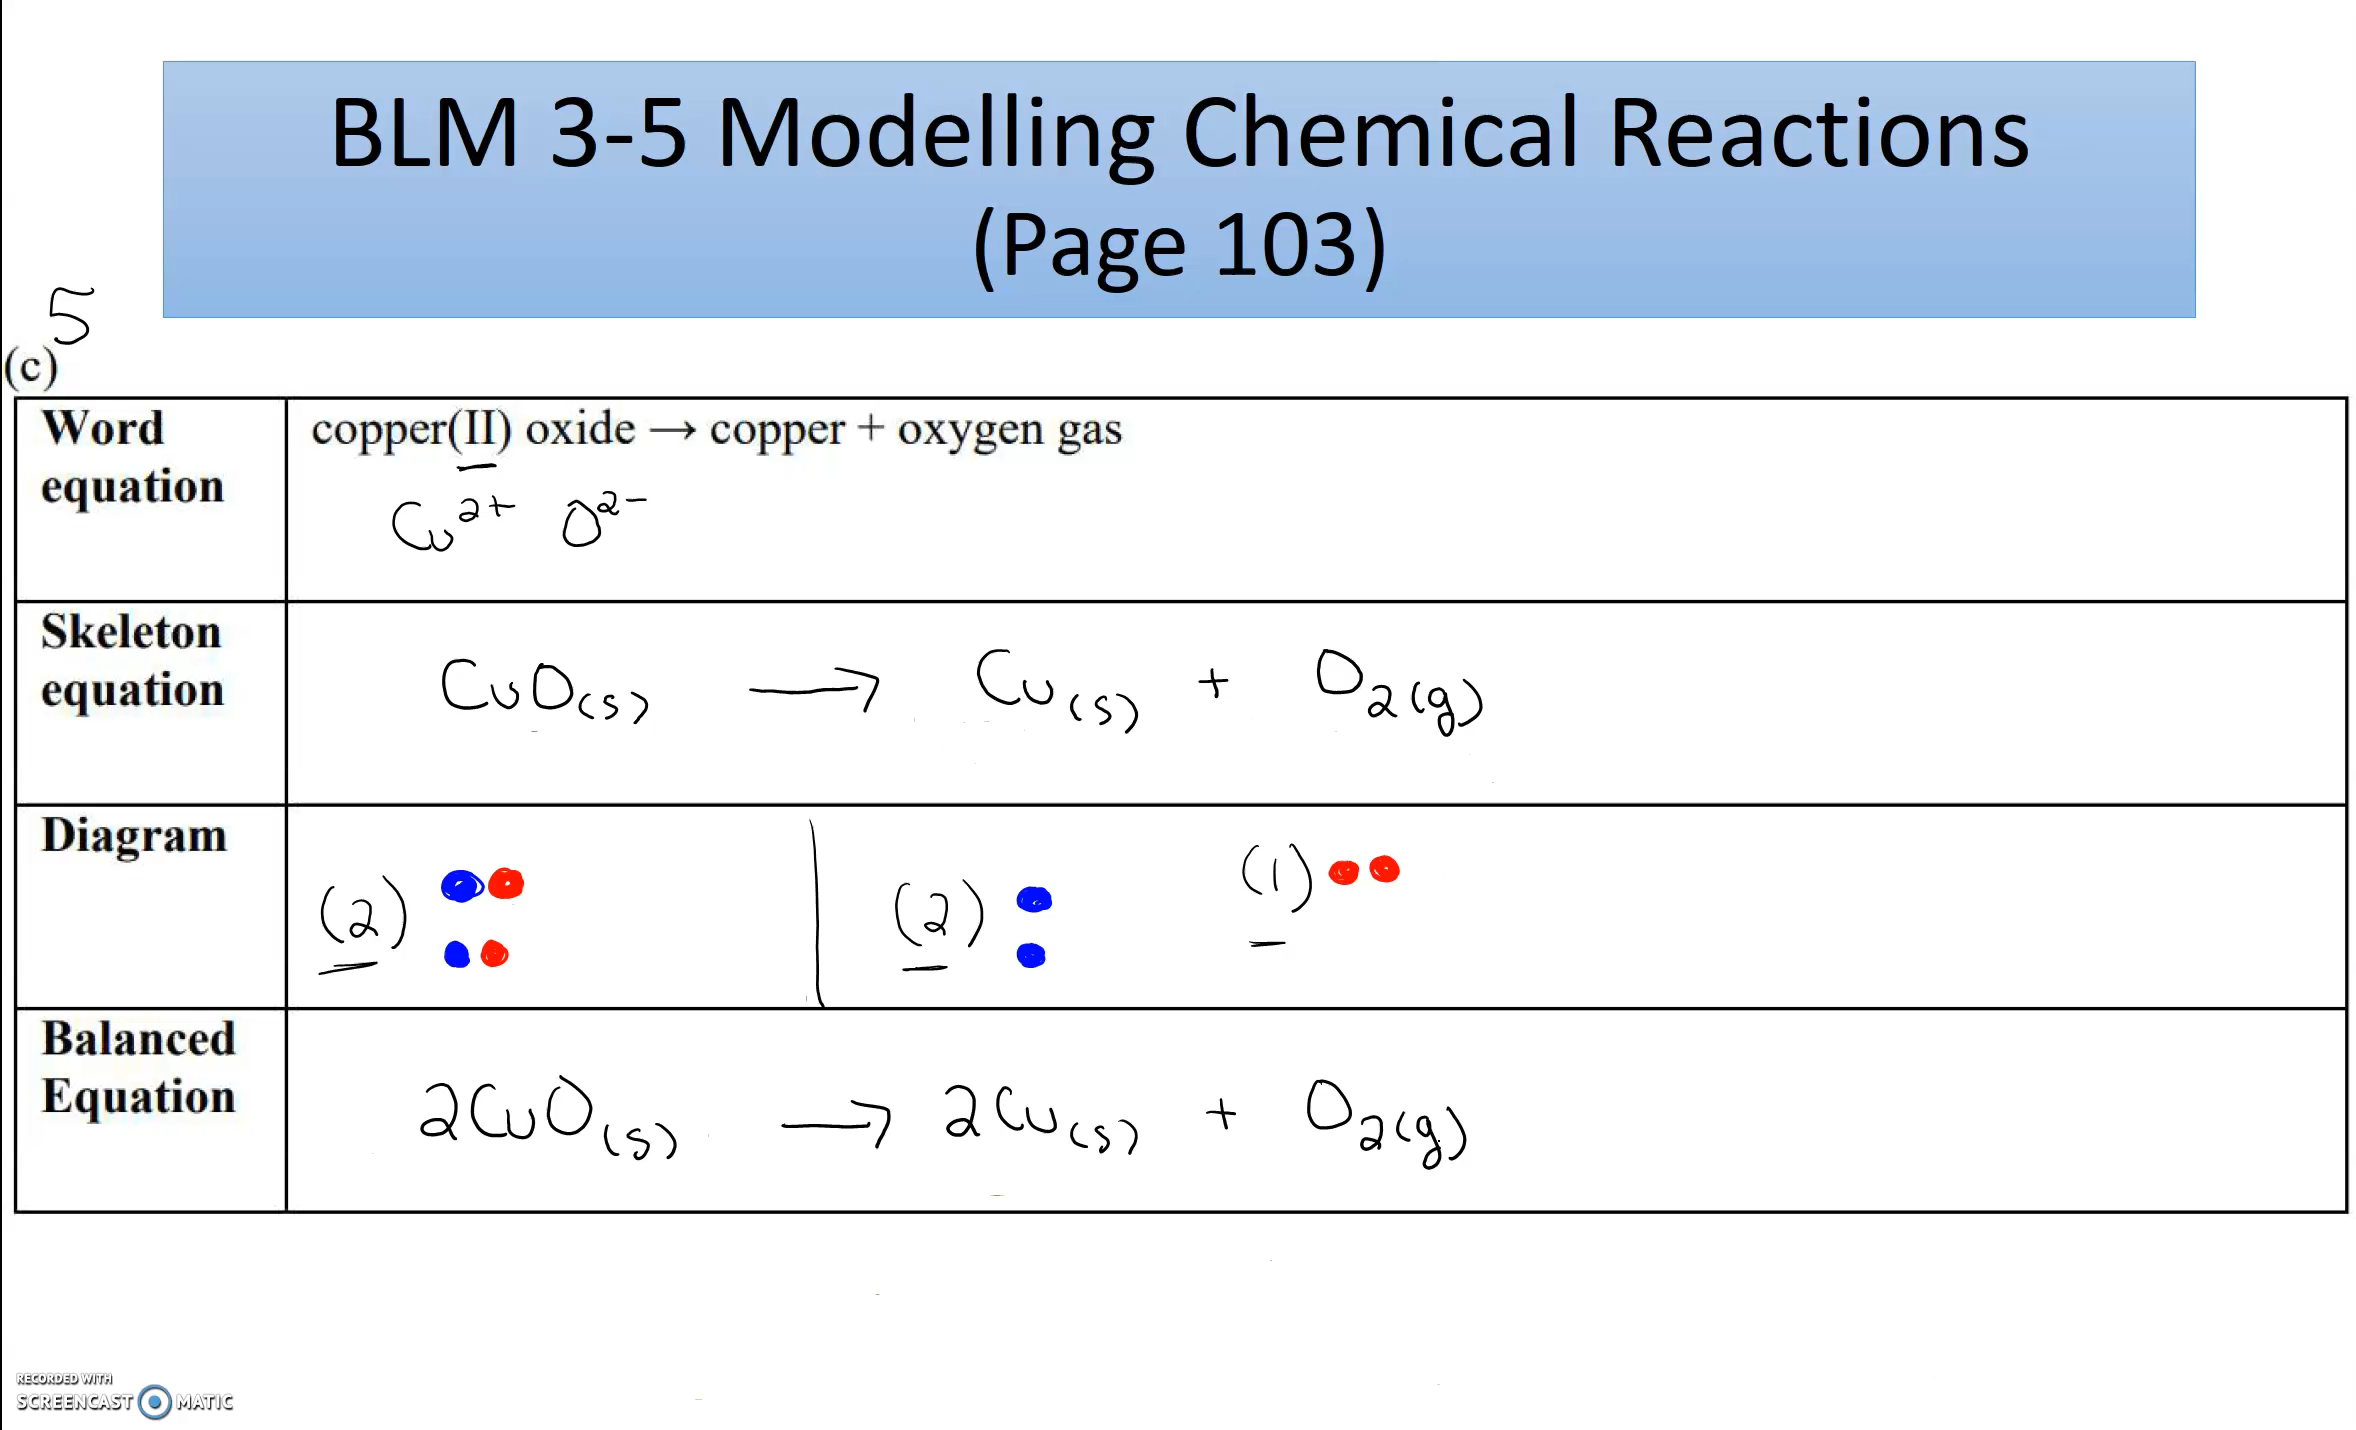 BLM 3-5 Modelling Chemical Reactions
(Page 103)
5
(c)
Word equation
copper(II) oxide → copper + oxygen gas
Cu²⁺ O²⁻
Skeleton equation
CuO(s) → Cu(s) + O₂(g)
Diagram
(2) (2) (1)
Balanced Equation
2CuO(s) → 2Cu(s) + O₂(g)
RECORDED WITH
SCREENCAST MATIC